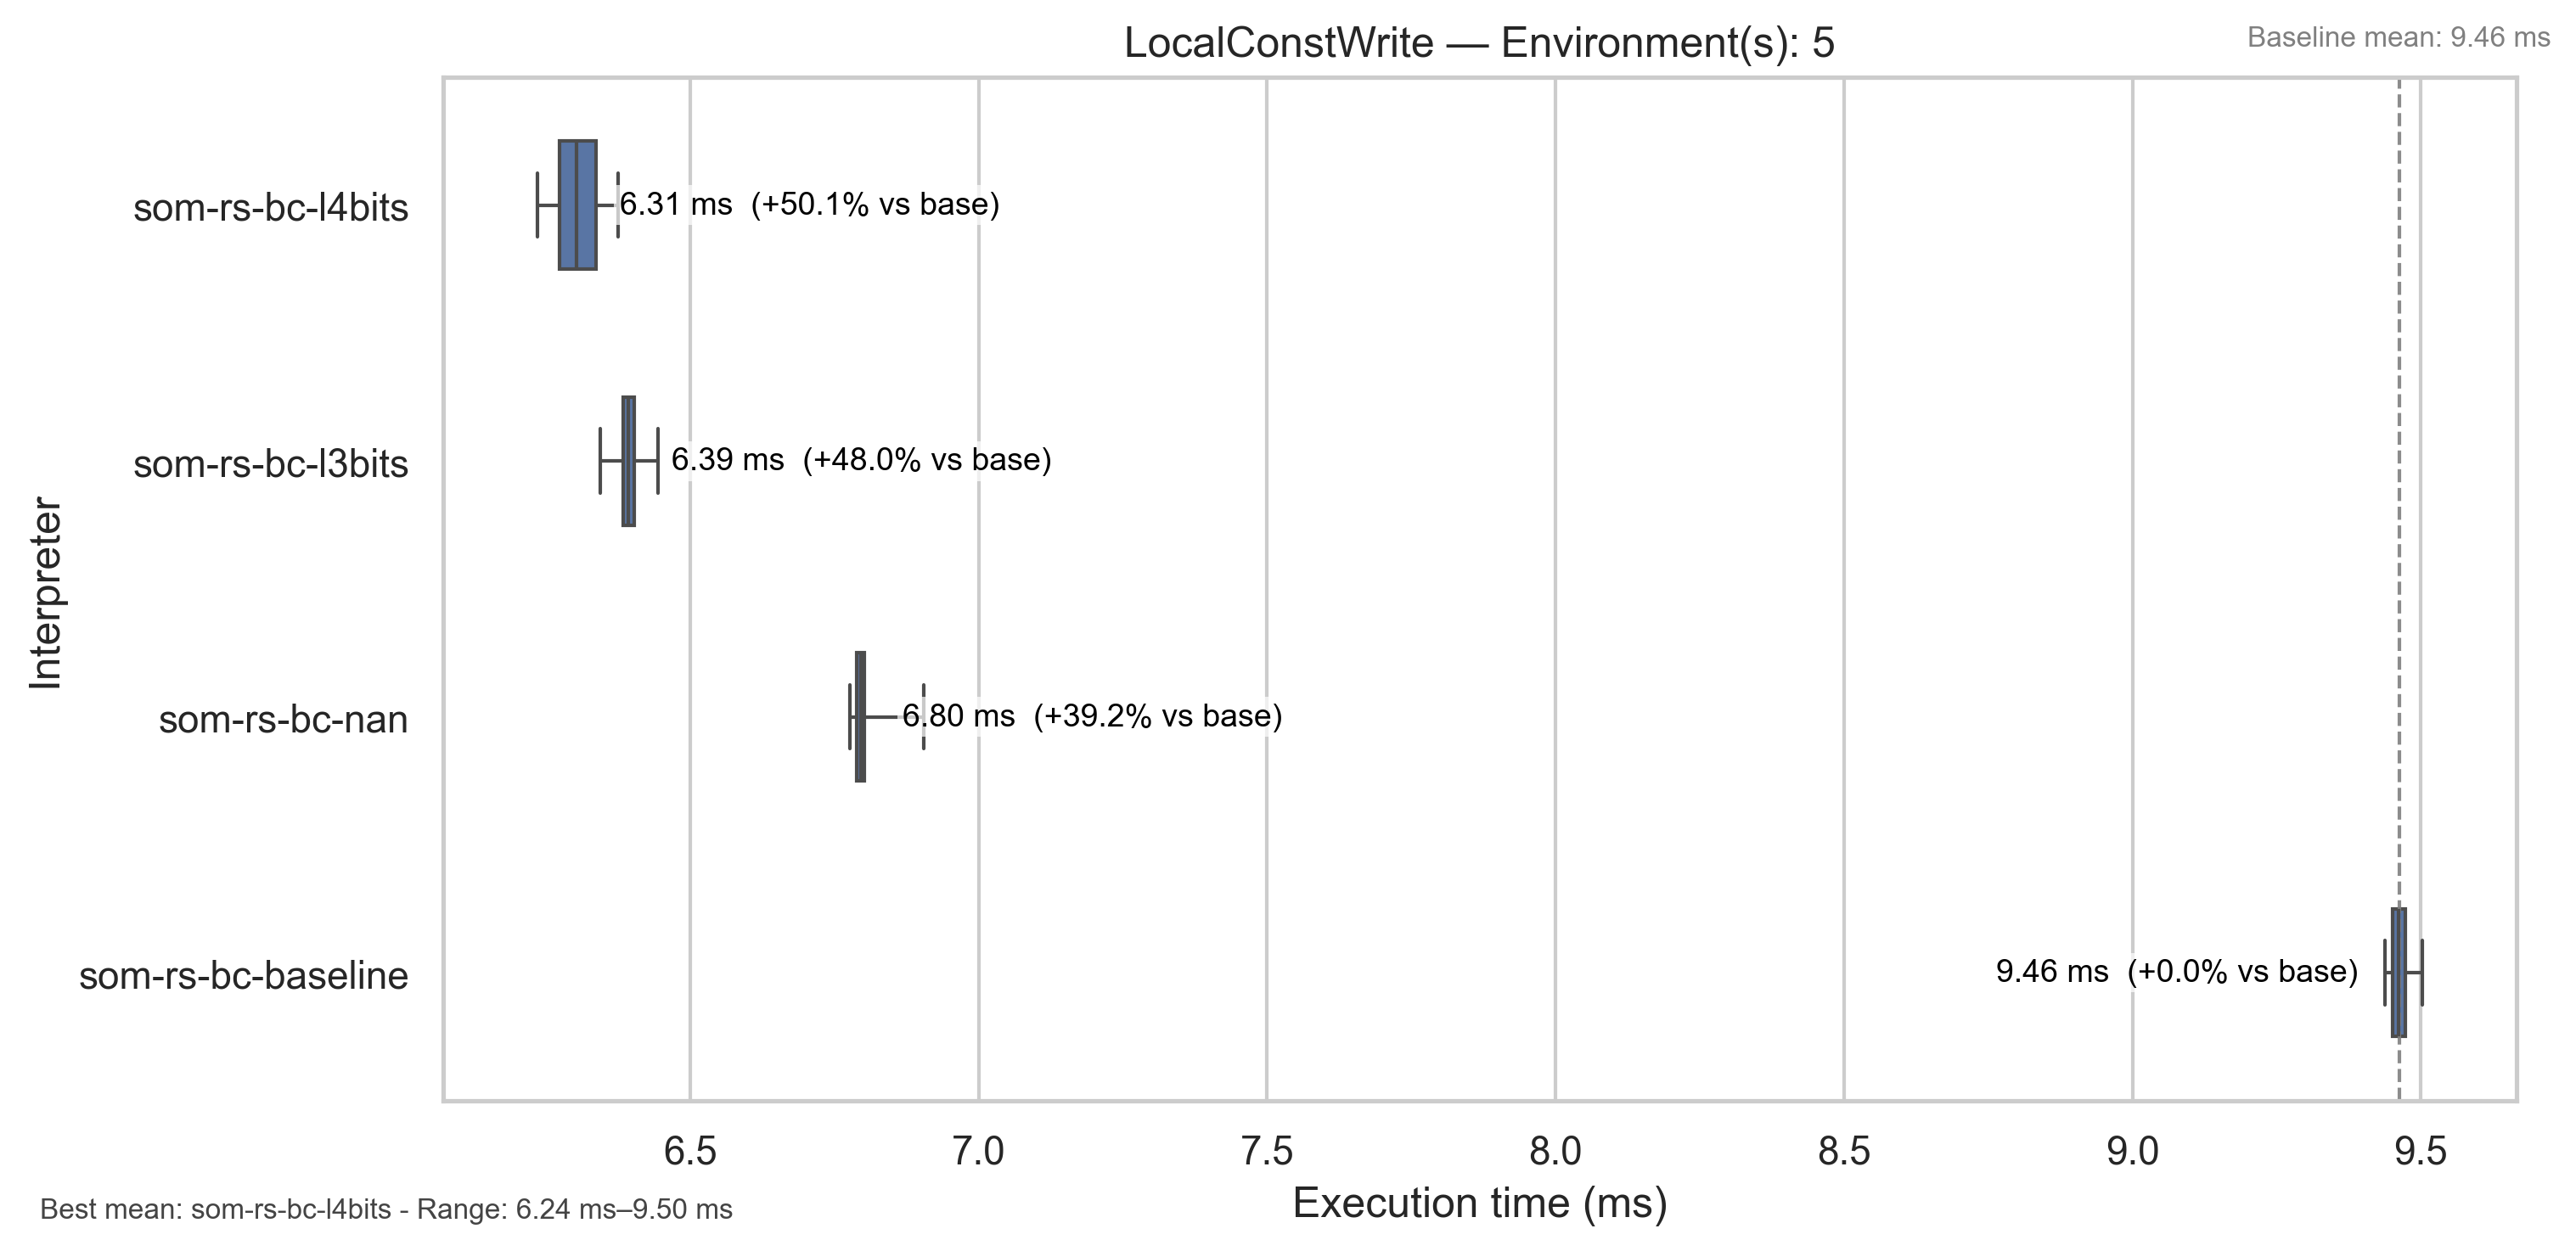 LocalConstWrite — Environment(s): 5
Baseline mean: 9.46 ms
Interpreter
som-rs-bc-l4bits
6.31 ms  (+50.1% vs base)
som-rs-bc-l3bits
6.39 ms  (+48.0% vs base)
som-rs-bc-nan
6.80 ms  (+39.2% vs base)
som-rs-bc-baseline
9.46 ms  (+0.0% vs base)
6.5 7.0 7.5 8.0 8.5 9.0 9.5
Execution time (ms)
Best mean: som-rs-bc-l4bits - Range: 6.24 ms–9.50 ms